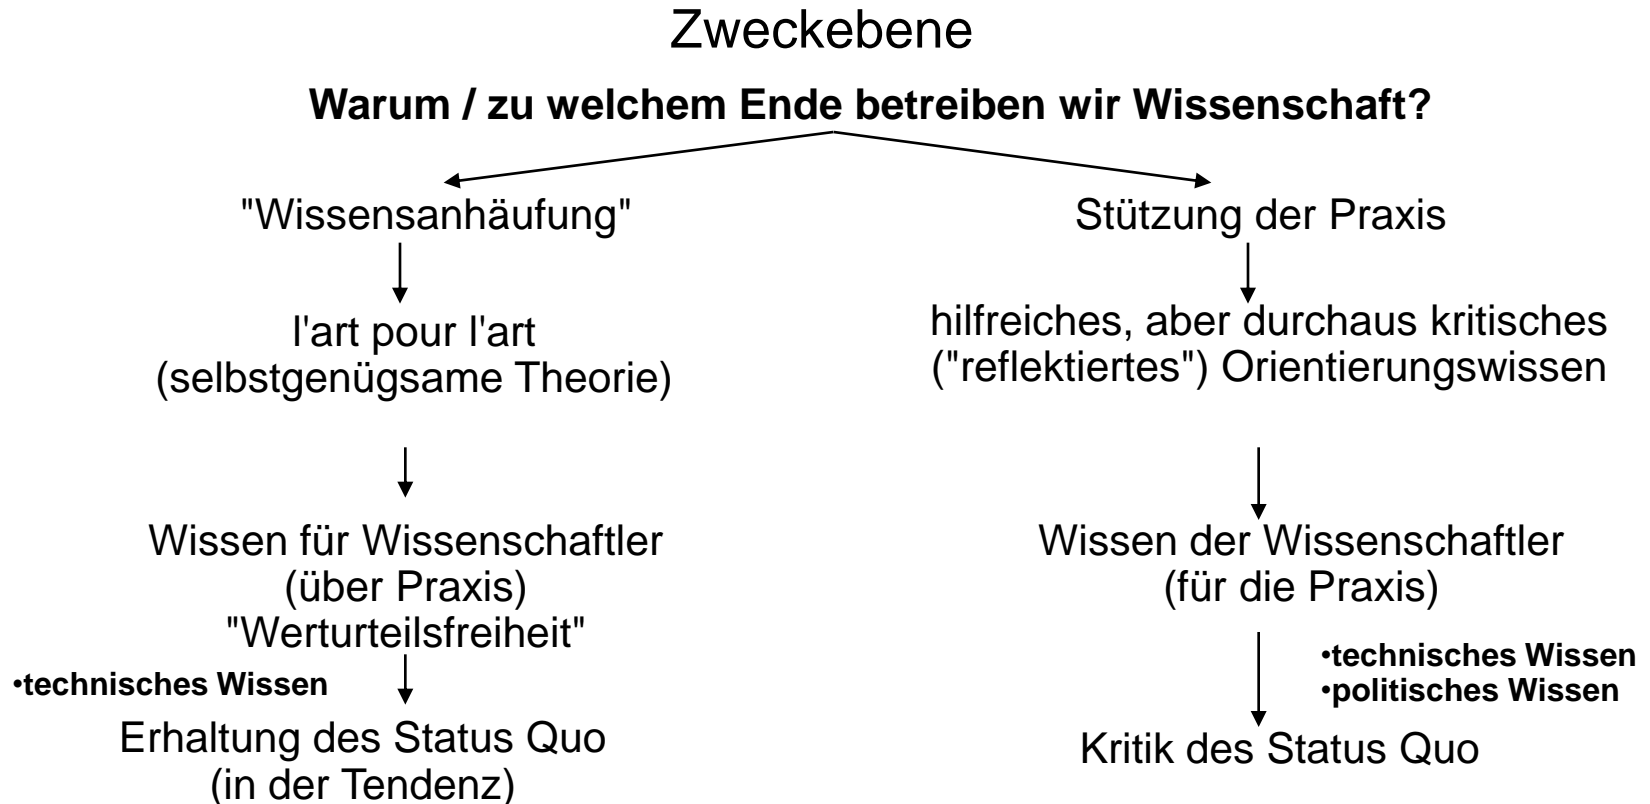 Zweckebene
Warum / zu welchem Ende betreiben wir Wissenschaft?
"Wissensanhäufung"
l'art pour l'art
(selbstgenügsame Theorie)
Wissen für Wissenschaftler
(über Praxis)
"Werturteilsfreiheit"
•technisches Wissen
Erhaltung des Status Quo
(in der Tendenz)
Stützung der Praxis
hilfreiches, aber durchaus kritisches
("reflektiertes") Orientierungswissen
Wissen der Wissenschaftler
(für die Praxis)
•technisches Wissen
•politisches Wissen
Kritik des Status Quo